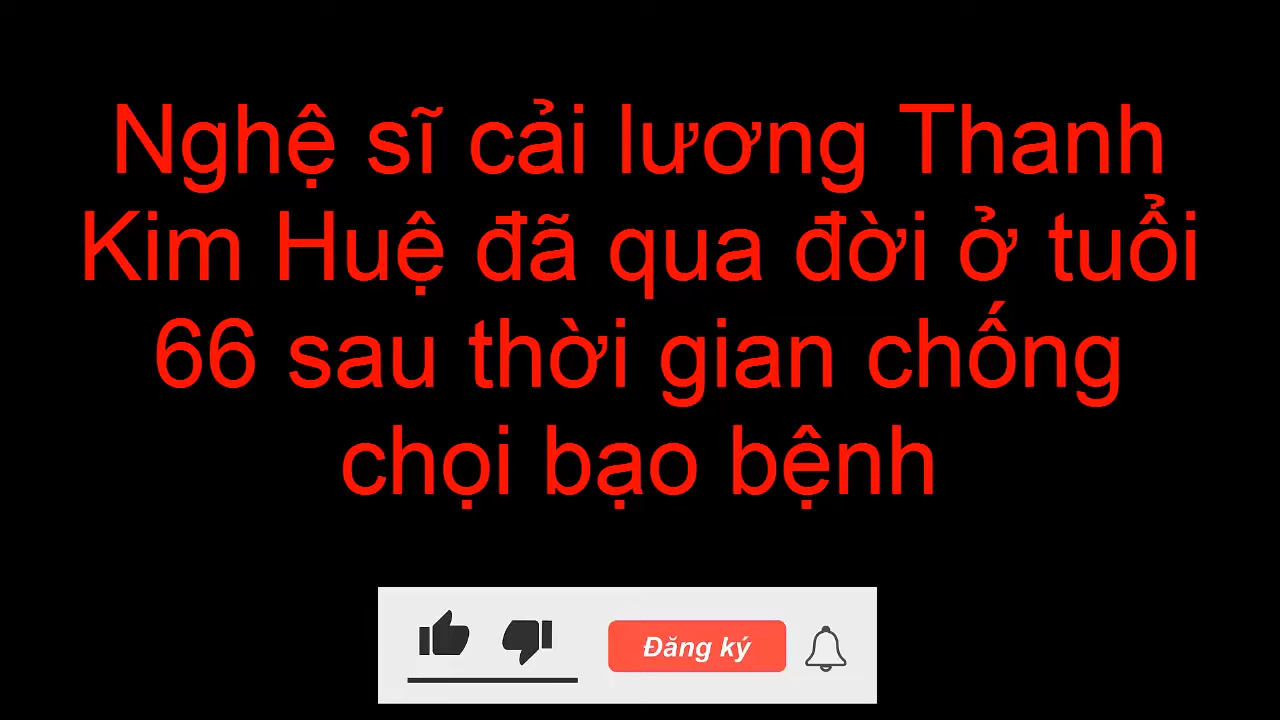 Nghệ sĩ cải lương Thanh
Kim Huệ đã qua đời ở tuổi
66 sau thời gian chống
chọi bạo bệnh
Đăng ký